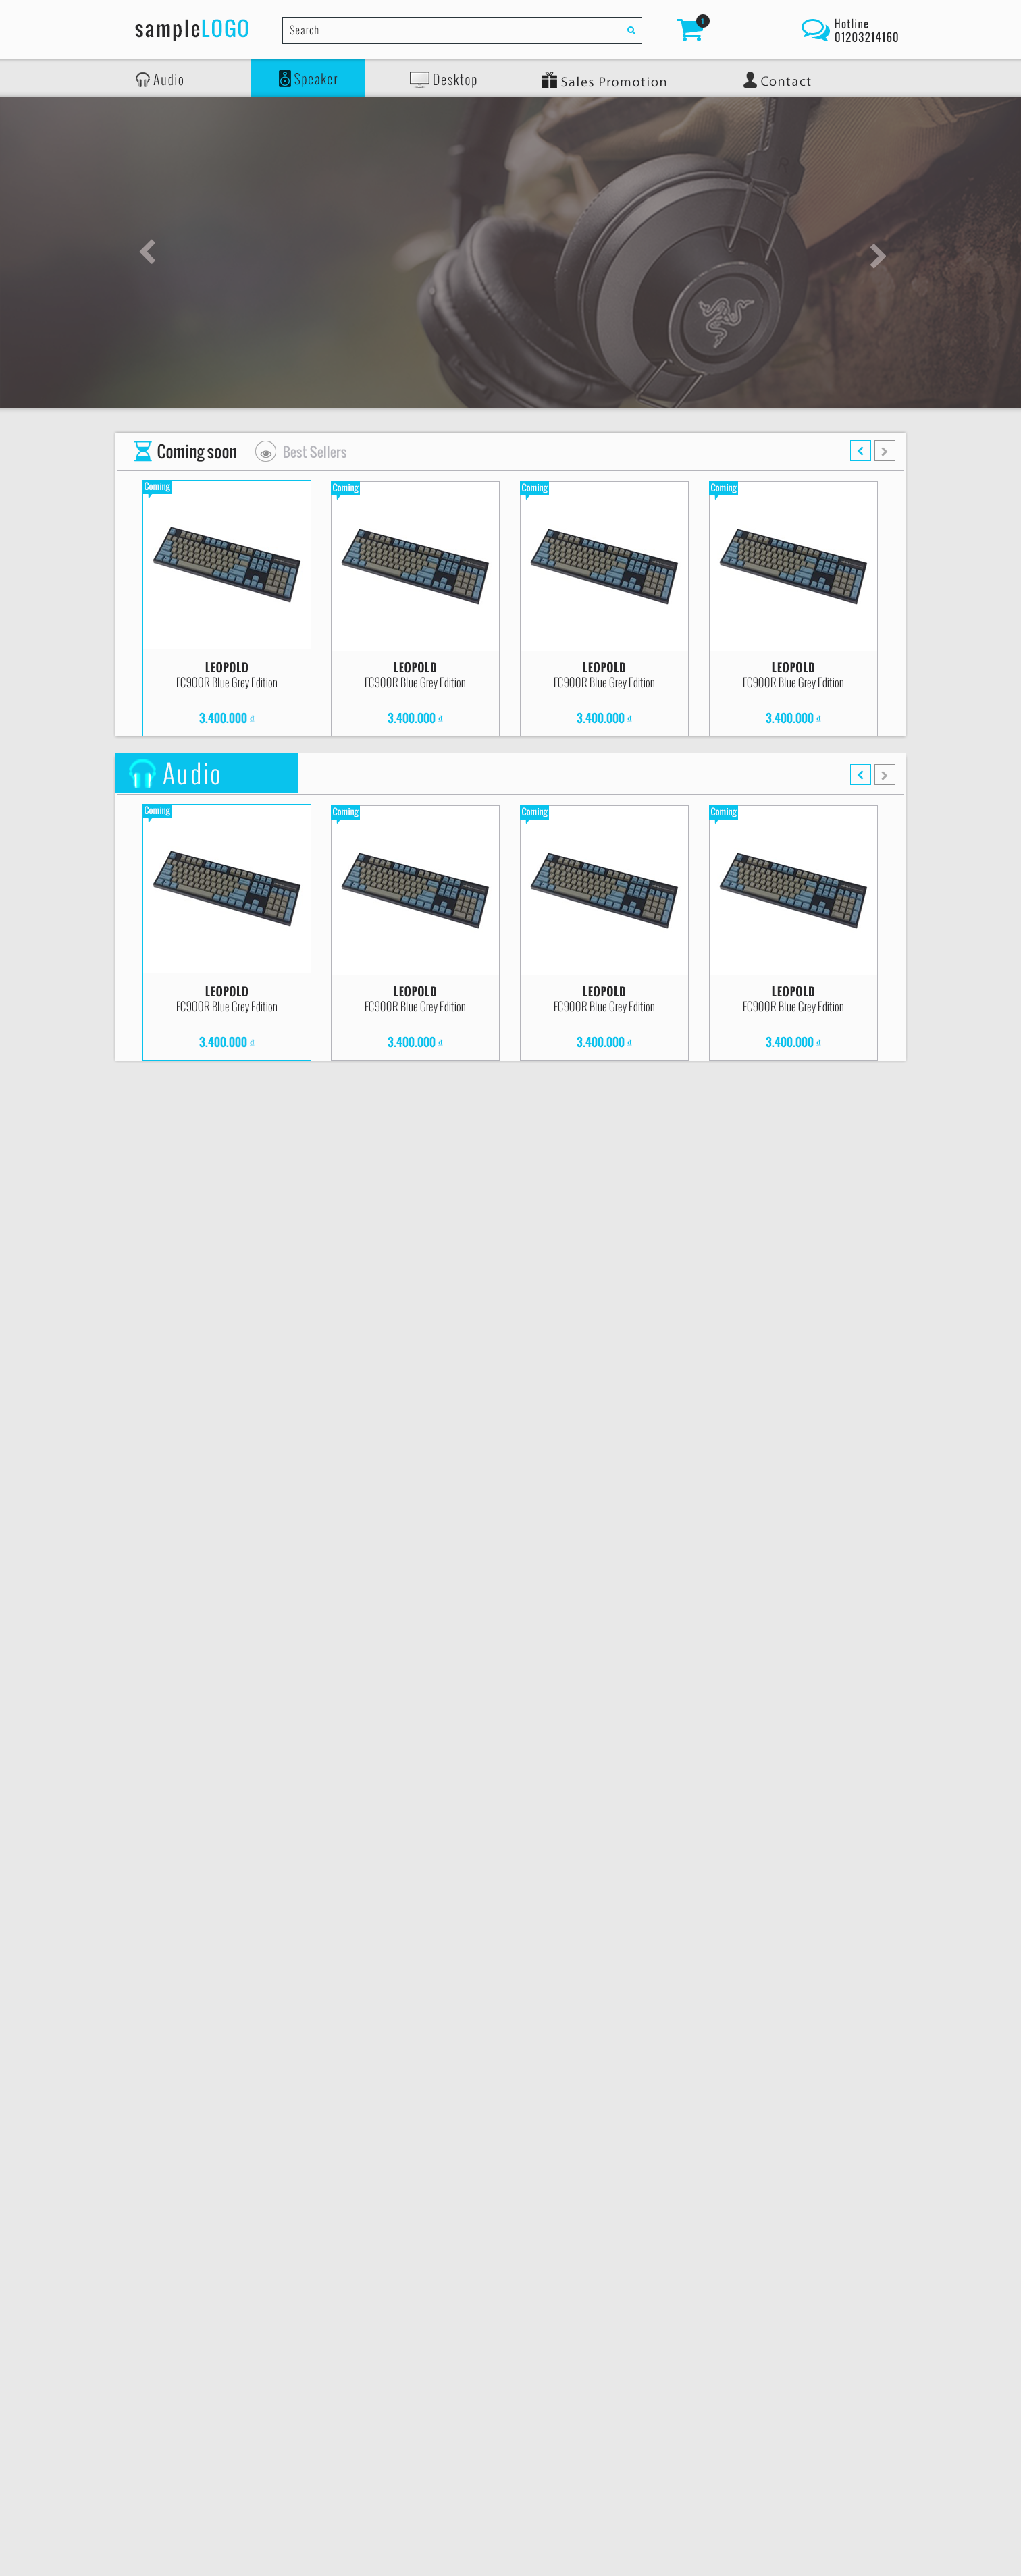 sampleLOGO
Search
1
Hotline
01203214160
Audio
Speaker
Desktop
Sales Promotion
Contact
Coming soon
Best Sellers
Coming
Coming
Coming
Coming
LEOPOLD
FC900R Blue Grey Edition
3.400.000 đ
LEOPOLD
FC900R Blue Grey Edition
3.400.000 đ
LEOPOLD
FC900R Blue Grey Edition
3.400.000 đ
LEOPOLD
FC900R Blue Grey Edition
3.400.000 đ
Audio
Coming
Coming
Coming
Coming
LEOPOLD
FC900R Blue Grey Edition
3.400.000 đ
LEOPOLD
FC900R Blue Grey Edition
3.400.000 đ
LEOPOLD
FC900R Blue Grey Edition
3.400.000 đ
LEOPOLD
FC900R Blue Grey Edition
3.400.000 đ